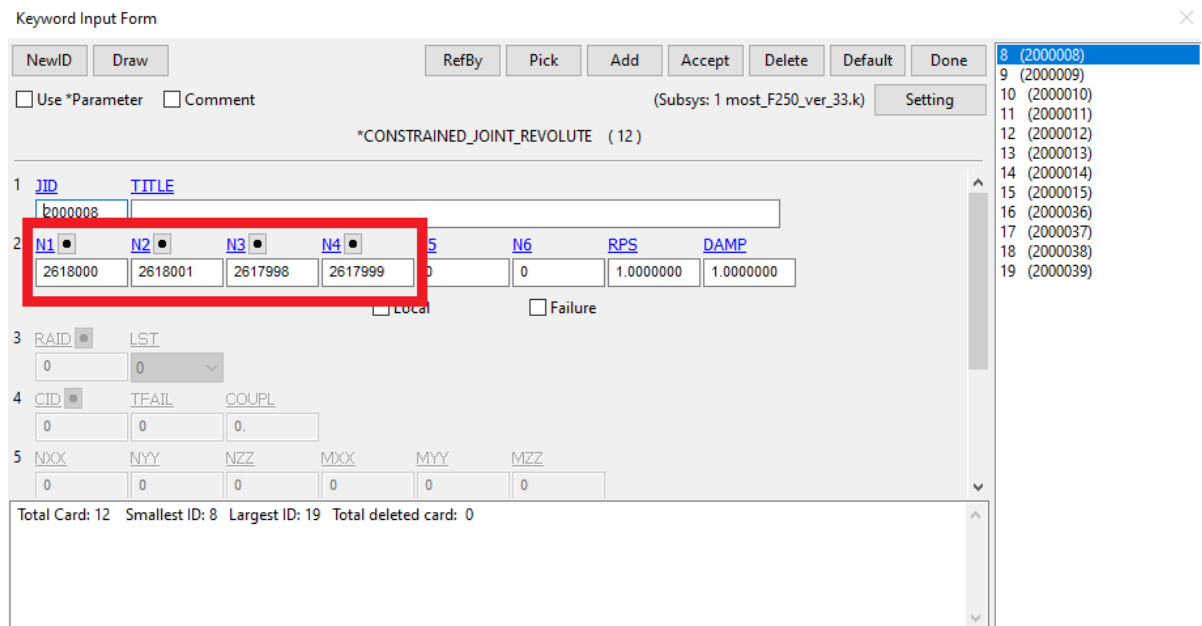 Keyword Input Form
NewID Draw RefBy Pick Add Accept Delete Default Done
Use *Parameter Comment (Subsys: 1 most_F250_ver_33.k) Setting
*CONSTRAINED_JOINT_REVOLUTE (12)
1 JID TITLE
2000008
2 N1 N2 N3 N4 N6 RPS DAMP
2618000 2618001 2617998 2617999 0 0 1.0000000 1.0000000
Local Failure
3 RAID LST
0 0
4 CID TFAIL COUPL
0 0 0.
5 NXX NYY NZZ MXX MYY MZZ
0 0 0 0 0 0
Total Card: 12 Smallest ID: 8 Largest ID: 19 Total deleted card: 0
8 (2000008)
9 (2000009)
10 (2000010)
11 (2000011)
12 (2000012)
13 (2000013)
14 (2000014)
15 (2000015)
16 (2000036)
17 (2000037)
18 (2000038)
19 (2000039)